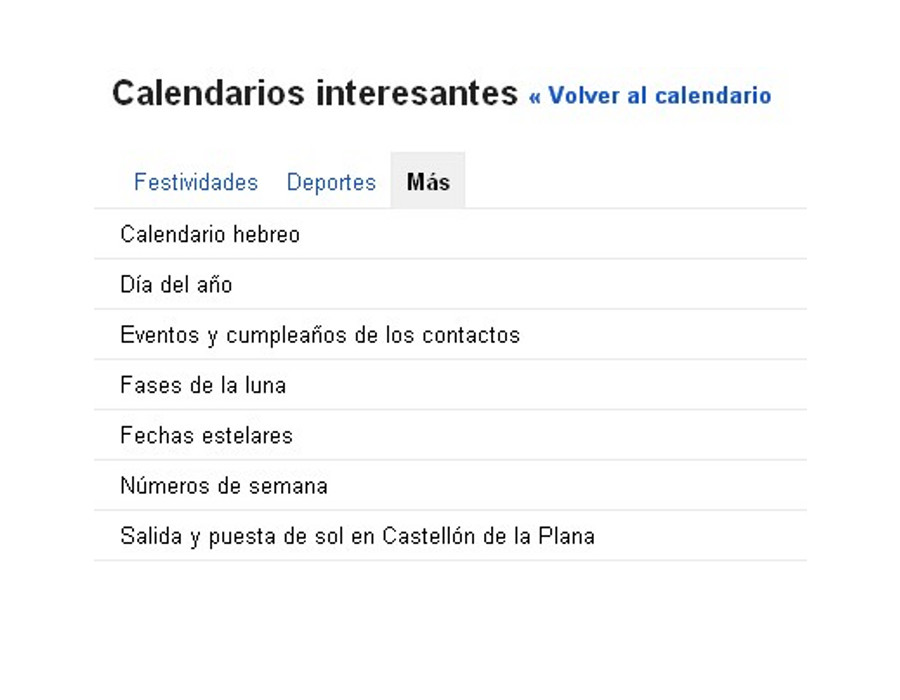 Calendarios interesantes « Volver al calendario
Festividades Deportes Más
Calendario hebreo
Día del año
Eventos y cumpleaños de los contactos
Fases de la luna
Fechas estelares
Números de semana
Salida y puesta de sol en Castellón de la Plana